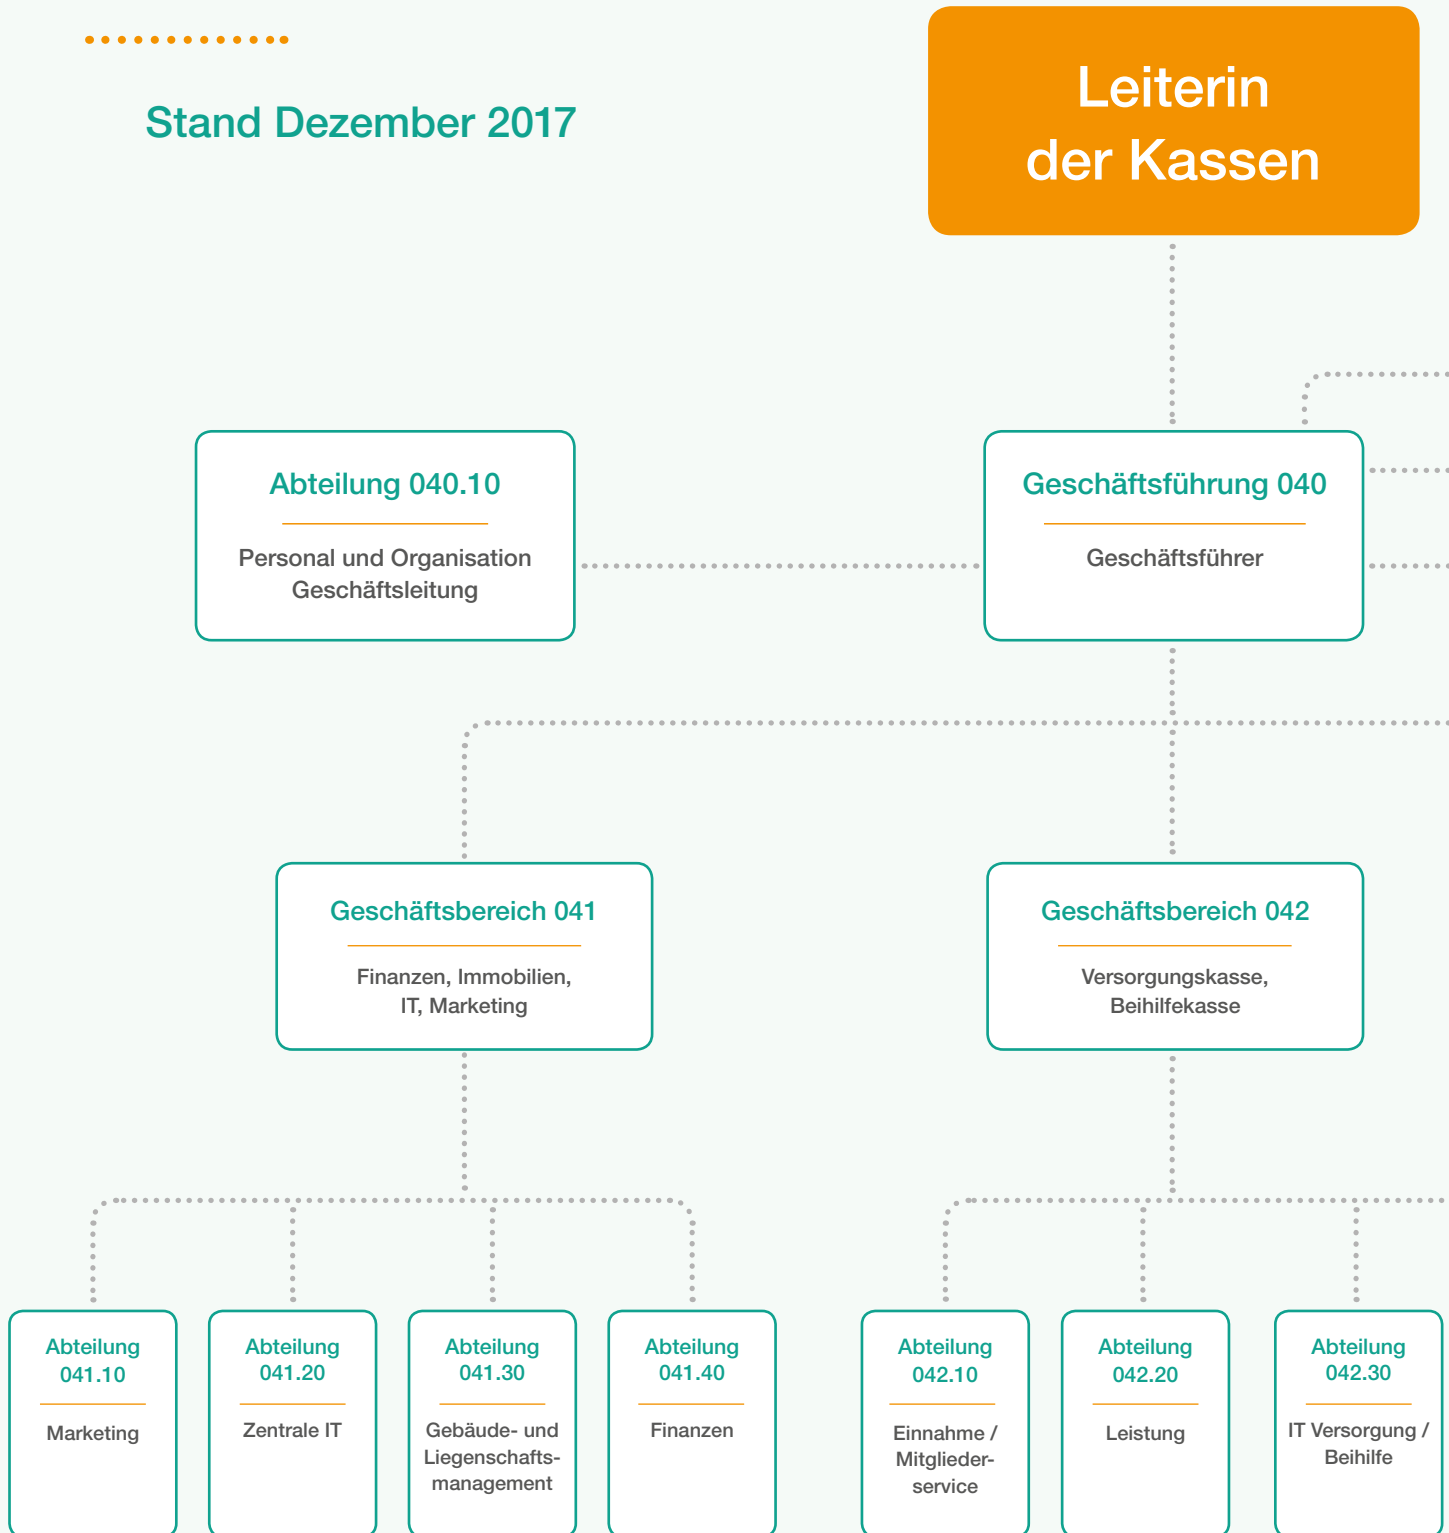 Stand Dezember 2017
Leiterin
der Kassen
Abteilung 040.10
Personal und Organisation
Geschäftsleitung
Geschäftsführung 040
Geschäftsführer
Geschäftsbereich 041
Finanzen, Immobilien,
IT, Marketing
Geschäftsbereich 042
Versorgungskasse,
Beihilfekasse
Abteilung
041.10
Marketing
Abteilung
041.20
Zentrale IT
Abteilung
041.30
Gebäude- und
Liegenschafts-
management
Abteilung
041.40
Finanzen
Abteilung
042.10
Einnahme /
Mitglieder-
service
Abteilung
042.20
Leistung
Abteilung
042.30
IT Versorgung /
Beihilfe